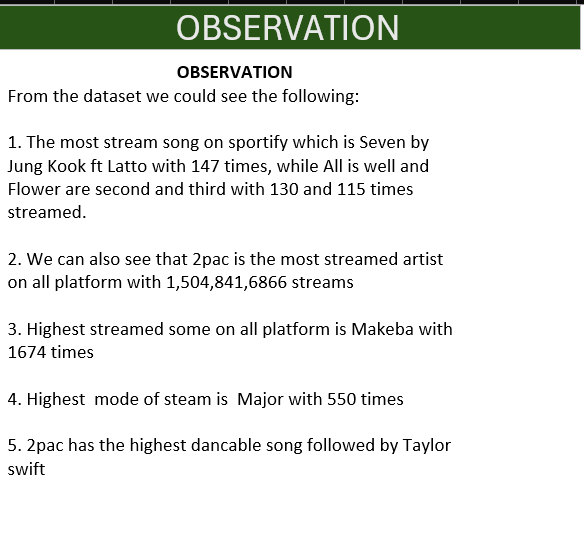 OBSERVATION
OBSERVATION
From the dataset we could see the following:
1. The most stream song on sportify which is Seven by
Jung Kook ft Latto with 147 times, while All is well and
Flower are second and third with 130 and 115 times
streamed.
2. We can also see that 2pac is the most streamed artist
on all platform with 1,504,841,6866 streams
3. Highest streamed some on all platform is Makeba with
1674 times
4. Highest  mode of steam is  Major with 550 times
5. 2pac has the highest dancable song followed by Taylor
swift